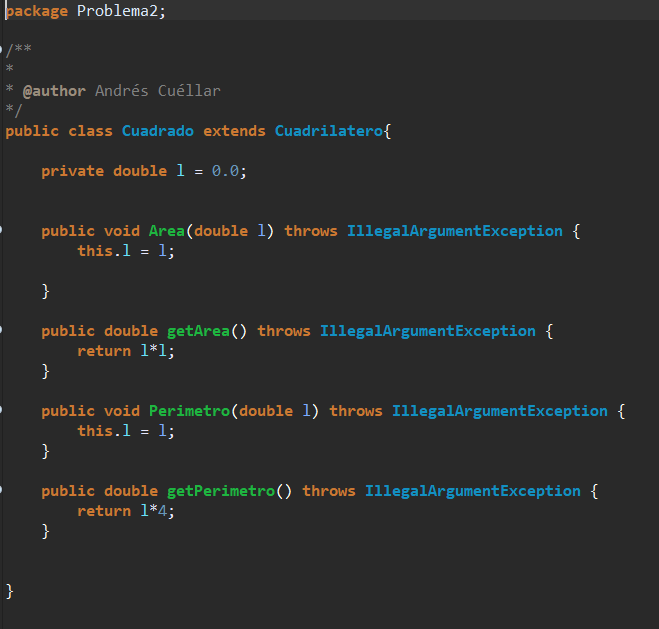 package Problema2;
/**
*
* @author Andrés Cuéllar
*/
public class Cuadrado extends Cuadrilatero{
private double l = 0.0;
public void Area(double l) throws IllegalArgumentException {
this.l = l;
}
public double getArea() throws IllegalArgumentException {
return l*l;
}
public void Perimetro(double l) throws IllegalArgumentException {
this.l = l;
}
public double getPerimetro() throws IllegalArgumentException {
return l*4;
}
}